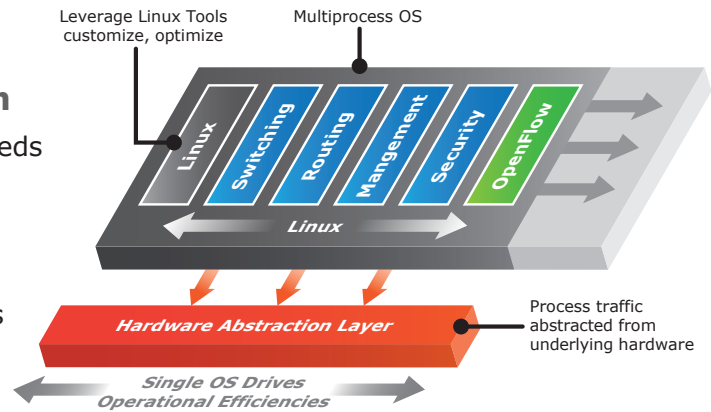 Leverage Linux Tools
customize, optimize
Multiprocess OS
n
eds
s
Linux
Switching
Routing
Mangement
Security
OpenFlow
Linux
Hardware Abstraction Layer
Process traffic
abstracted from
underlying hardware
Single OS Drives
Operational Efficiencies